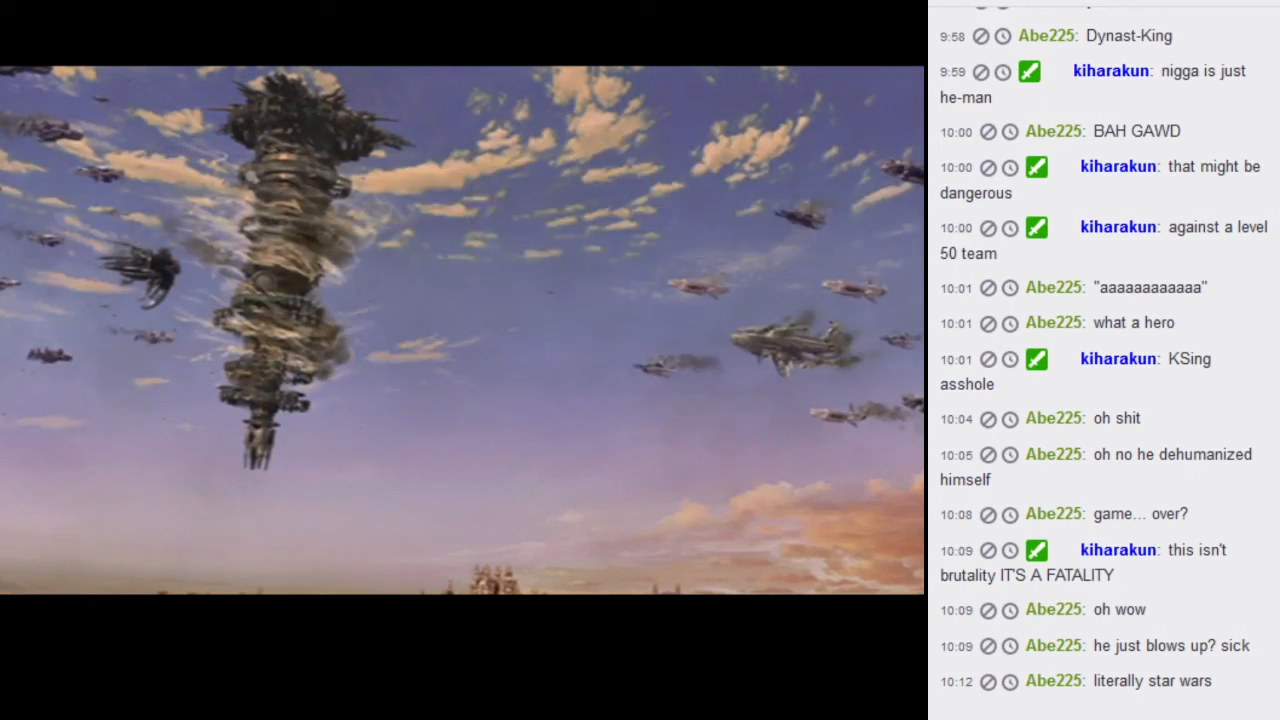 9:58 Abe225: Dynast-King
9:59 kiharakun: nigga is just
he-man
10:00 Abe225: BAH GAWD
10:00 kiharakun: that might be
dangerous
10:00 kiharakun: against a level
50 team
10:01 Abe225: "aaaaaaaaaaaa"
10:01 Abe225: what a hero
10:01 kiharakun: KSing
asshole
10:04 Abe225: oh shit
10:05 Abe225: oh no he dehumanized
himself
10:08 Abe225: game... over?
10:09 kiharakun: this isn't
brutality IT'S A FATALITY
10:09 Abe225: oh wow
10:09 Abe225: he just blows up? sick
10:12 Abe225: literally star wars